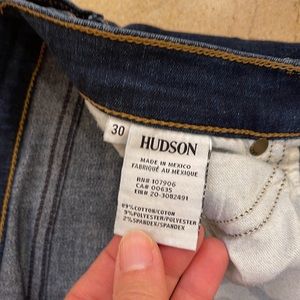 30
HUDSON
MADE IN MEXICO
FABRIQUÉ AU MEXIQUE
RN# 107906
CA# 00635
EIN# 20-3082491
89%COTTON/COTON
9%POLYESTER/POLYESTER
2%SPANDEX/SPANDEX